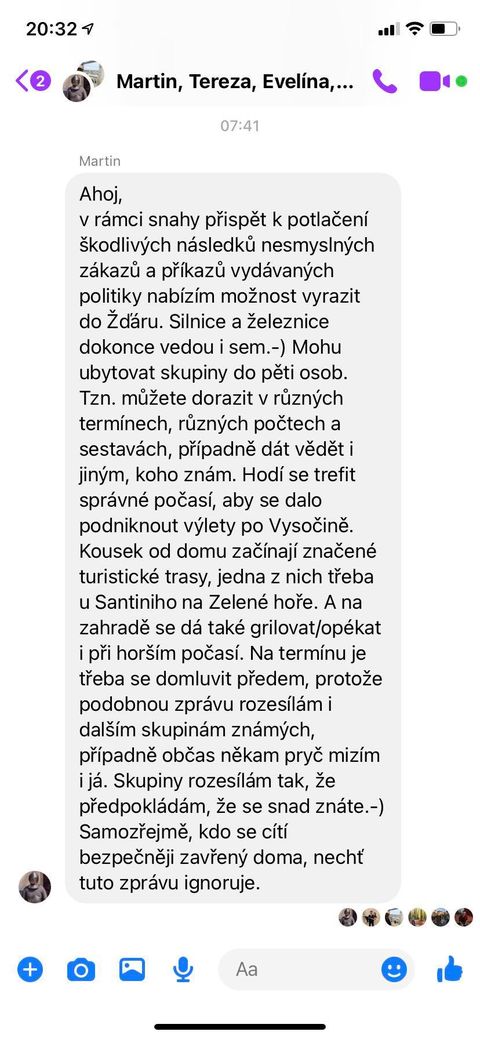 20:32
2
Martin, Tereza, Evelína,...
07:41
Martin
Ahoj,
v rámci snahy přispět k potlačení
škodlivých následků nesmyslných
zákazů a příkazů vydávaných
politiky nabízím možnost vyrazit
do Žďáru. Silnice a železnice
dokonce vedou i sem.-) Mohu
ubytovat skupiny do pěti osob.
Tzn. můžete dorazit v různých
termínech, různých počtech a
sestavách, případně dát vědět i
jiným, koho znám. Hodí se trefit
správné počasí, aby se dalo
podniknout výlety po Vysočině.
Kousek od domu začínají značené
turistické trasy, jedna z nich třeba
u Santiniho na Zelené hoře. A na
zahradě se dá také grilovat/opékat
i při horším počasí. Na termínu je
třeba se domluvit předem, protože
podobnou zprávu rozesílám i
dalším skupinám známých,
případně občas někam pryč mizím
i já. Skupiny rozesílám tak, že
předpokládám, že se snad znáte.-)
Samozřejmě, kdo se cítí
bezpečněji zavřený doma, nechť
tuto zprávu ignoruje.
Aa